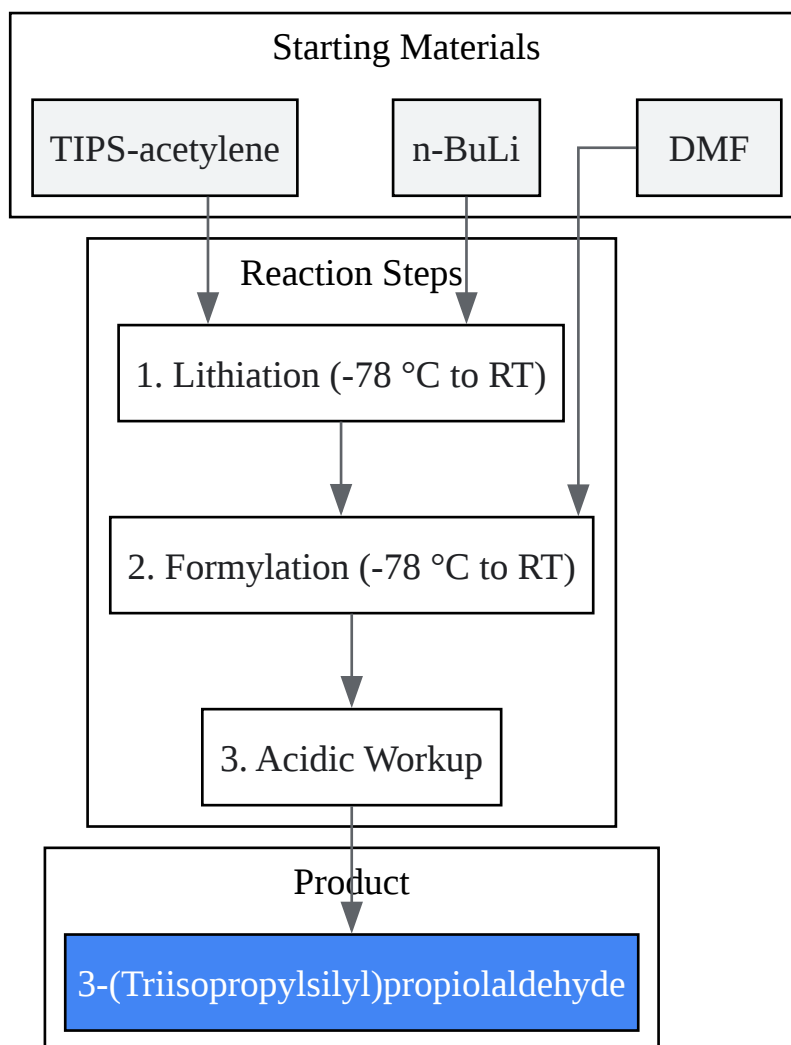 Starting Materials
TIPS-acetylene
n-BuLi
DMF
Reaction Steps
1. Lithiation (-78 °C to RT)
2. Formylation (-78 °C to RT)
3. Acidic Workup
Product
3-(Triisopropylsilyl)propiolaldehyde